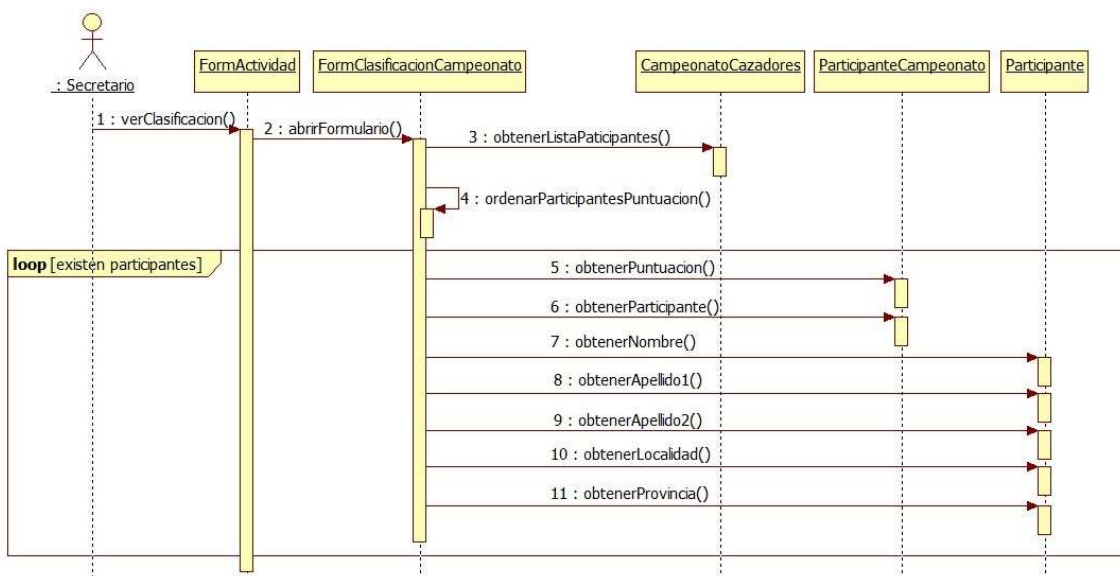 : Secretario
FormActividad
FormClasificacionCampeonato
CampeonatoCazadores
ParticipanteCampeonato
Participante
1 : verClasificacion()
2 : abrirFormulario()
3 : obtenerListaPaticipantes()
4 : ordenarParticipantesPuntuacion()
loop [existen participantes]
5 : obtenerPuntuacion()
6 : obtenerParticipante()
7 : obtenerNombre()
8 : obtenerApellido1()
9 : obtenerApellido2()
10 : obtenerLocalidad()
11 : obtenerProvincia()